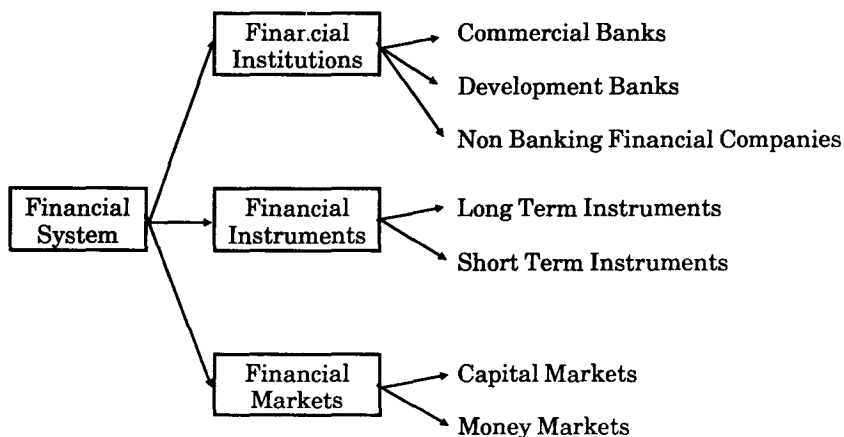 Finar.cial
Institutions
Commercial Banks
Development Banks
Non Banking Financial Companies
Financial
System
Financial
Instruments
Long Term Instruments
Short Term Instruments
Financial
Markets
Capital Markets
Money Markets